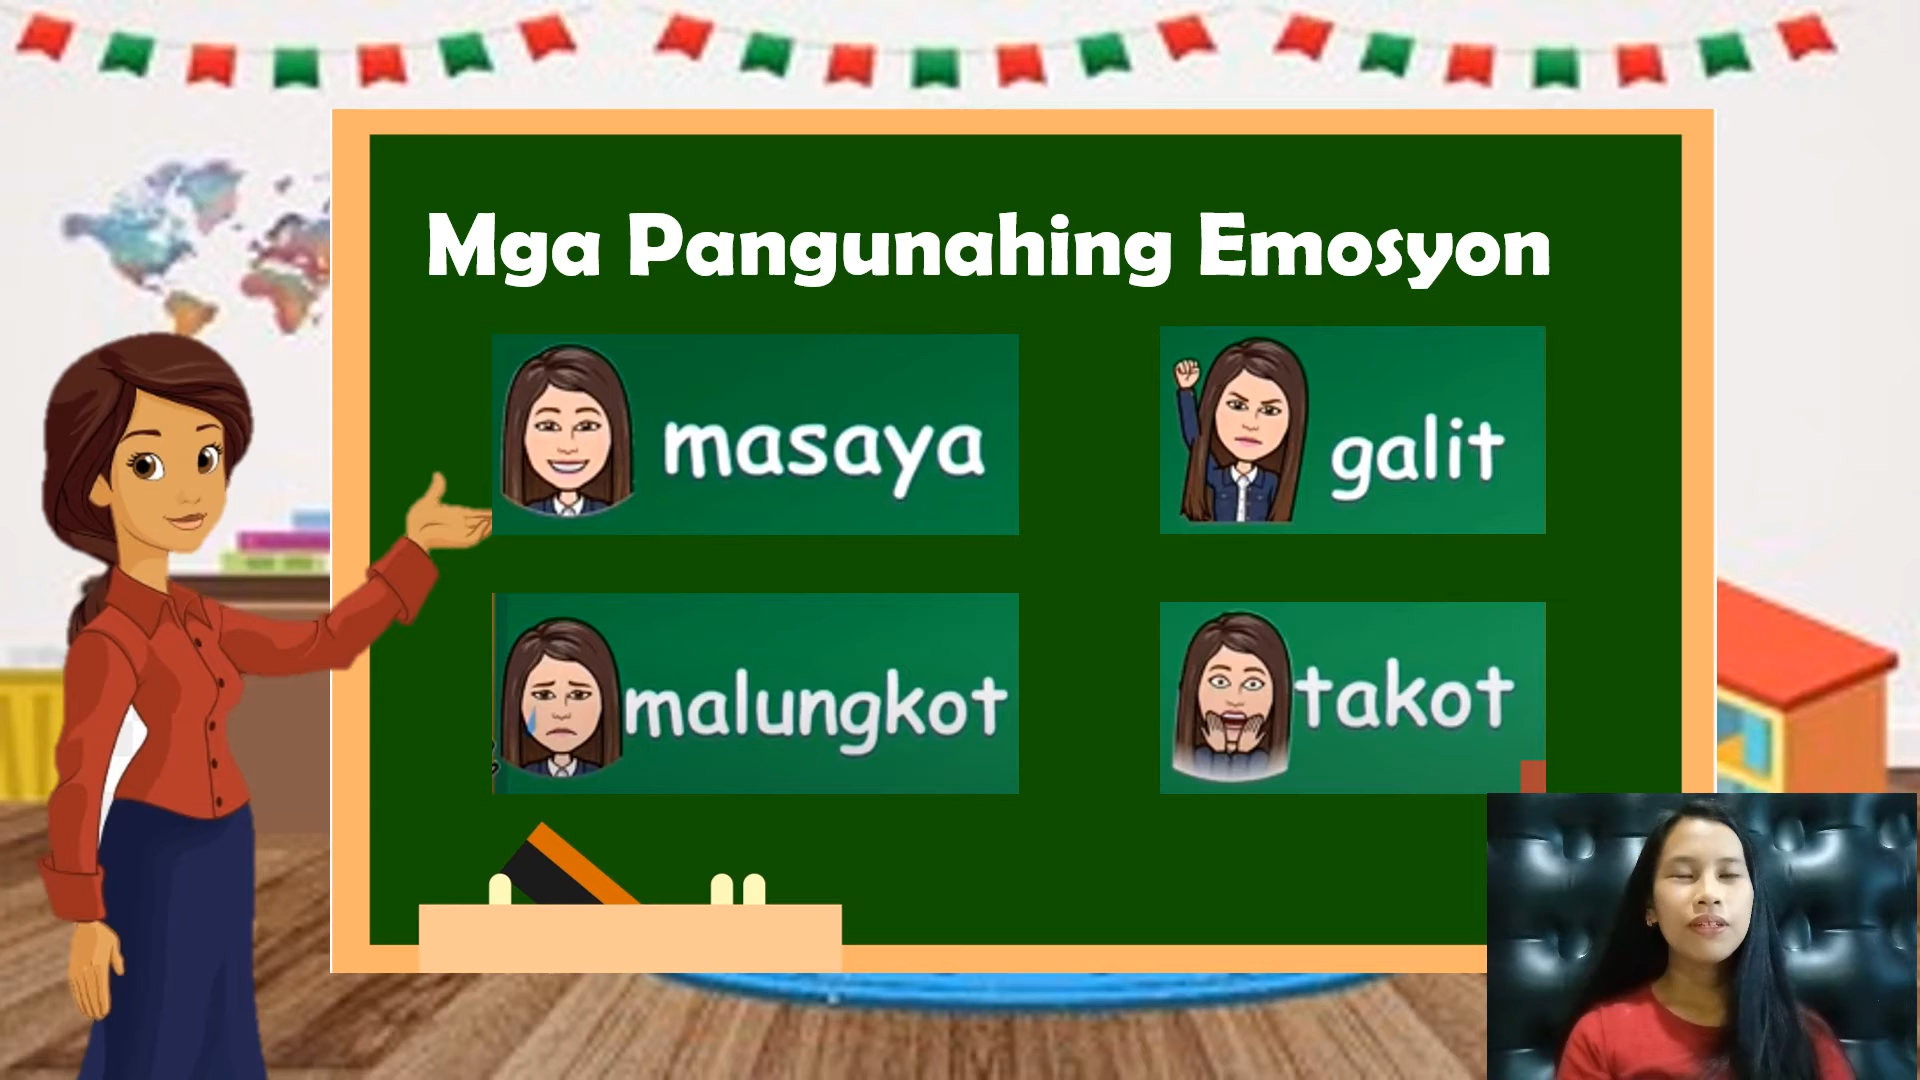 Mga Pangunahing Emosyon
masaya
galit
malungkot
takot